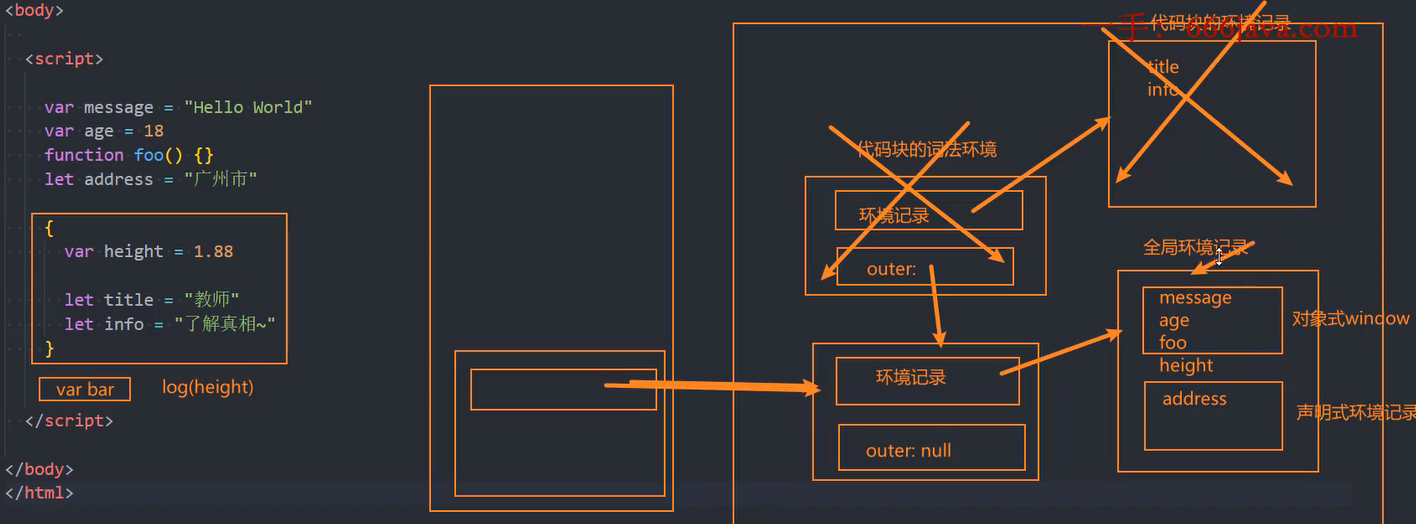 <body>
<script>
var message = "Hello World"
var age = 18
function foo() {}
let address = "广州市"
{
var height = 1.88
let title = "教师"
let info = "了解真相~"
}
var bar
log(height)
</script>
</body>
</html>
代码块的词法环境
环境记录
outer:
环境记录
outer: null
代码块的环境记录
title
info
全局环境记录
message
age
foo
height
对象式window
address
声明式环境记录
一手：666java.com